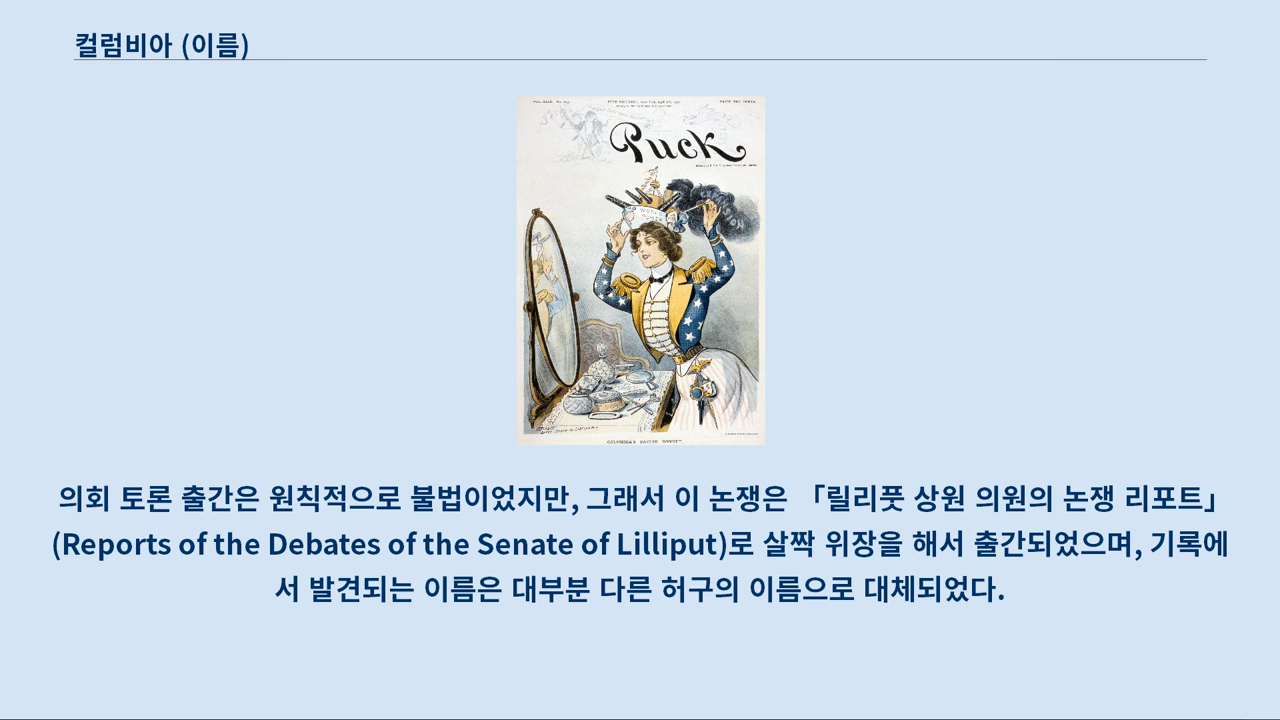 컬럼비아 (이름)
Puck
COLUMBIA'S EASTER BONNET.
의회 토론 출간은 원칙적으로 불법이었지만, 그래서 이 논쟁은 「릴리풋 상원 의원의 논쟁 리포트」
(Reports of the Debates of the Senate of Lilliput)로 살짝 위장을 해서 출간되었으며, 기록에
서 발견되는 이름은 대부분 다른 허구의 이름으로 대체되었다.